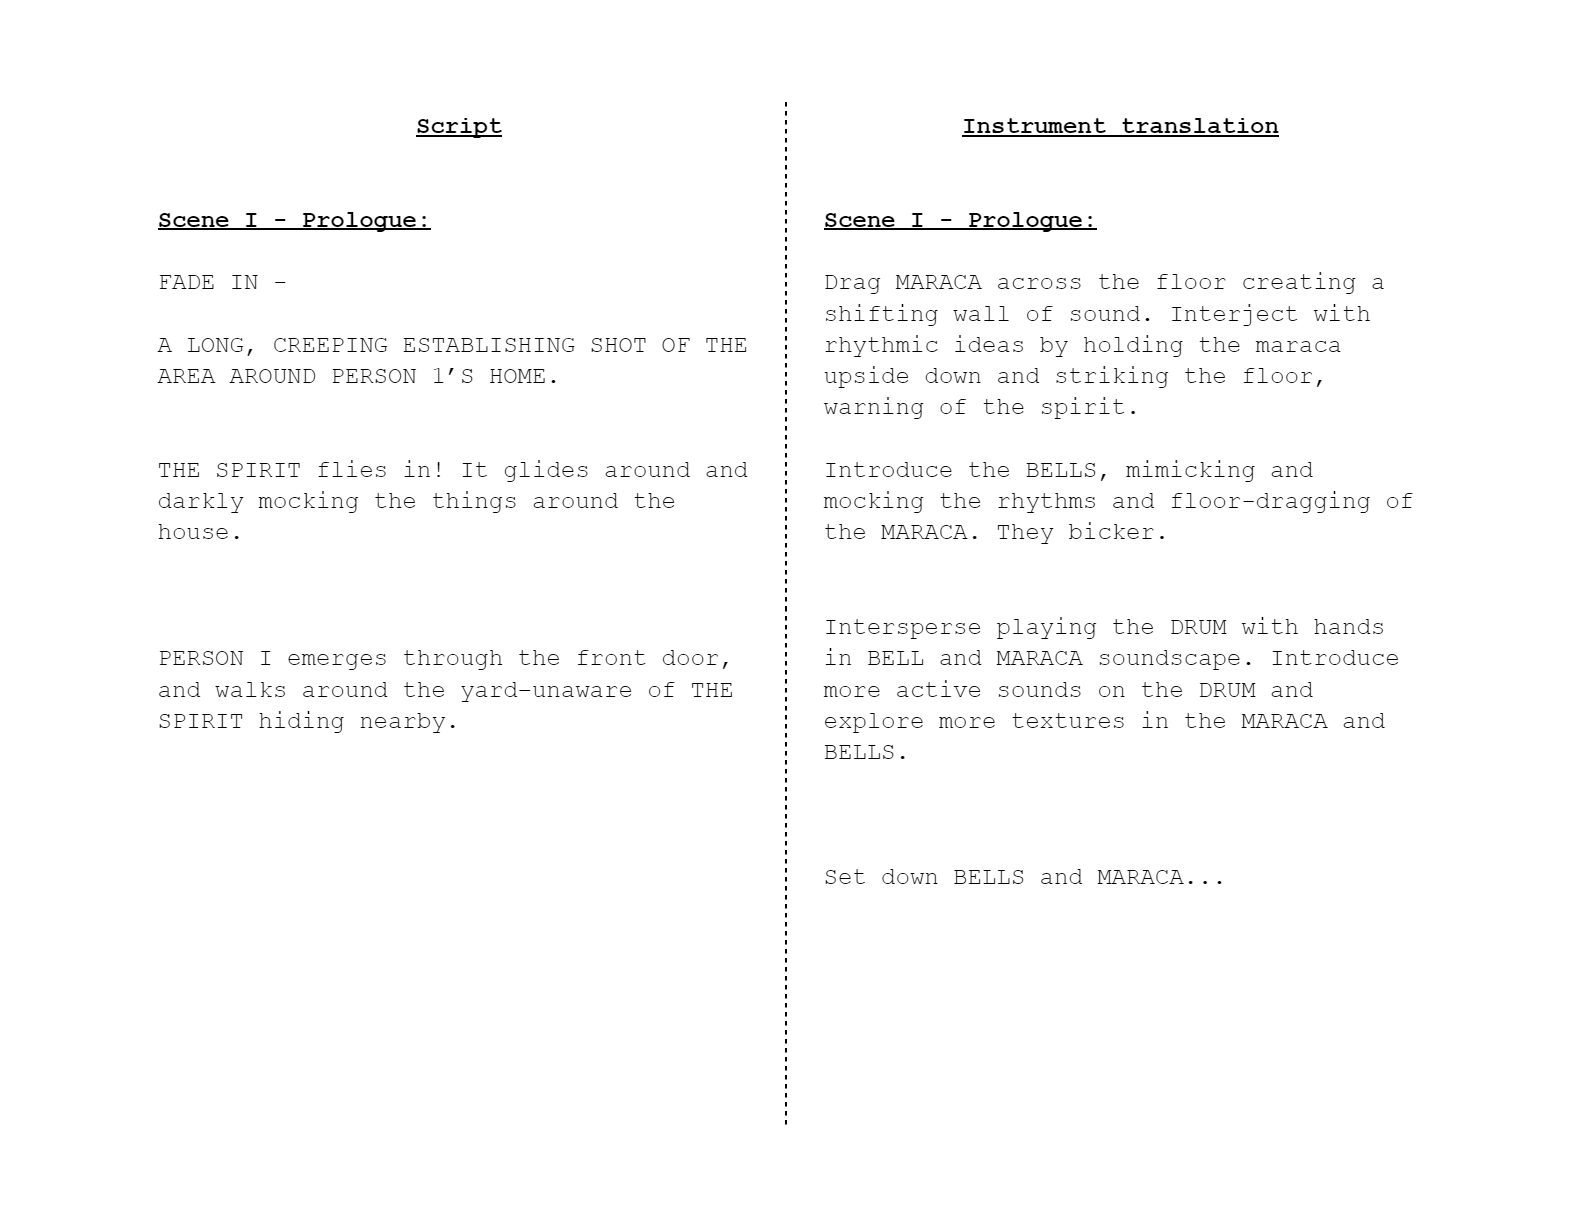 Script
Scene I - Prologue:
FADE IN -
A LONG, CREEPING ESTABLISHING SHOT OF THE
AREA AROUND PERSON 1’S HOME.
THE SPIRIT flies in! It glides around and
darkly mocking the things around the
house.
PERSON I emerges through the front door,
and walks around the yard–unaware of THE
SPIRIT hiding nearby.
Instrument translation
Scene I - Prologue:
Drag MARACA across the floor creating a
shifting wall of sound. Interject with
rhythmic ideas by holding the maraca
upside down and striking the floor,
warning of the spirit.
Introduce the BELLS, mimicking and
mocking the rhythms and floor-dragging of
the MARACA. They bicker.
Intersperse playing the DRUM with hands
in BELL and MARACA soundscape. Introduce
more active sounds on the DRUM and
explore more textures in the MARACA and
BELLS.
Set down BELLS and MARACA...